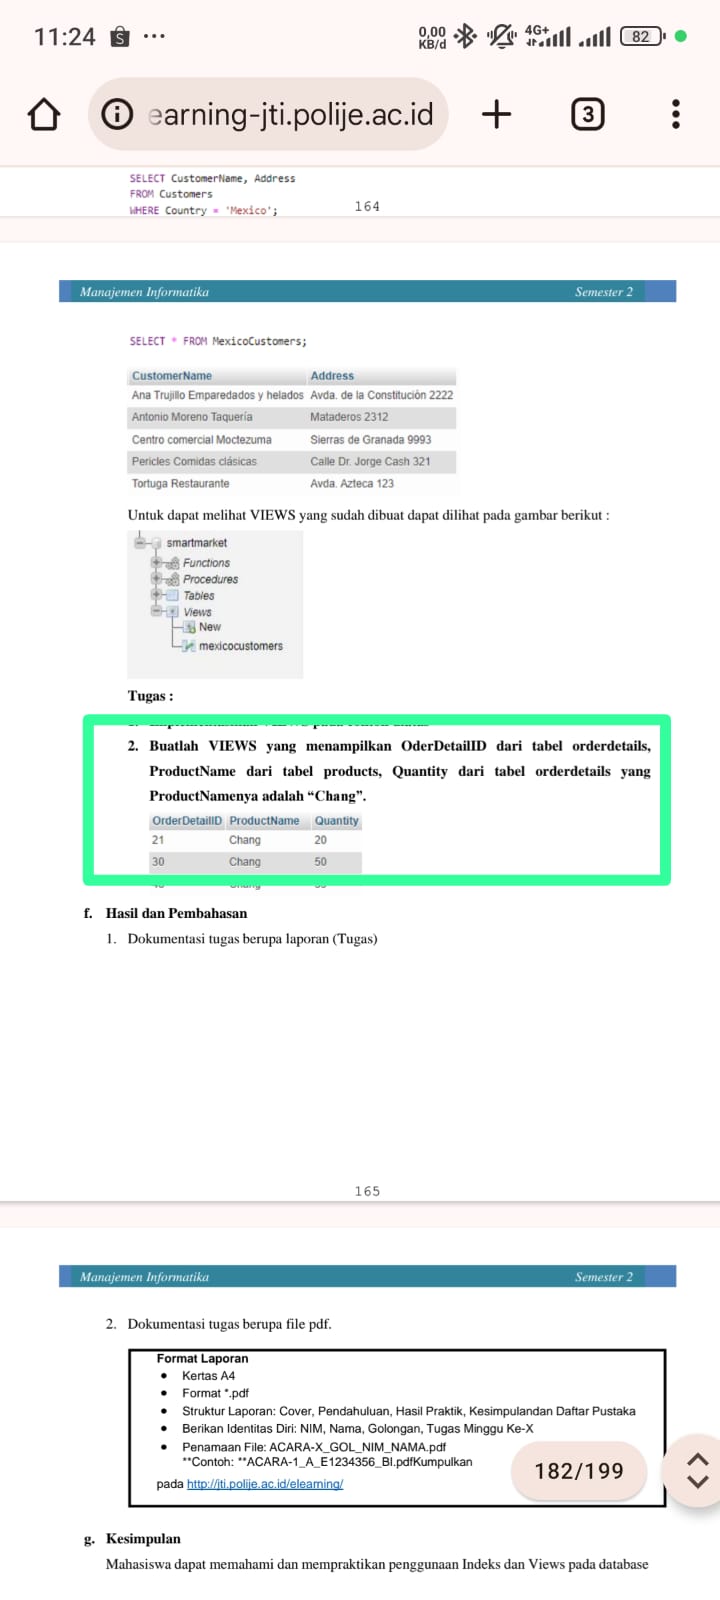 11:24
0,00
KB/d
4G+
82
earning-jti.polije.ac.id
3
SELECT CustomerName, Address
FROM Customers
WHERE Country = 'Mexico';
164
Manajemen Informatika
Semester 2
SELECT * FROM MexicoCustomers;
CustomerName Address
Ana Trujillo Emparedados y helados Avda. de la Constitución 2222
Antonio Moreno Taquería Mataderos 2312
Centro comercial Moctezuma Sierras de Granada 9993
Pericles Comidas clásicas Calle Dr. Jorge Cash 321
Tortuga Restaurante Avda. Azteca 123
Untuk dapat melihat VIEWS yang sudah dibuat dapat dilihat pada gambar berikut :
smartmarket
Functions
Procedures
Tables
Views
New
mexicocustomers
Tugas :
2. Buatlah VIEWS yang menampilkan OderDetailID dari tabel orderdetails,
ProductName dari tabel products, Quantity dari tabel orderdetails yang
ProductNamenya adalah “Chang”.
OrderDetailID ProductName Quantity
21 Chang 20
30 Chang 50
f. Hasil dan Pembahasan
1. Dokumentasi tugas berupa laporan (Tugas)
165
Manajemen Informatika
Semester 2
2. Dokumentasi tugas berupa file pdf.
Format Laporan
• Kertas A4
• Format *.pdf
• Struktur Laporan: Cover, Pendahuluan, Hasil Praktik, Kesimpulandan Daftar Pustaka
• Berikan Identitas Diri: NIM, Nama, Golongan, Tugas Minggu Ke-X
• Penamaan File: ACARA-X_GOL_NIM_NAMA.pdf
**Contoh: **ACARA-1_A_E1234356_BI.pdfKumpulkan
pada http://jti.polije.ac.id/elearning/
182/199
g. Kesimpulan
Mahasiswa dapat memahami dan mempraktikan penggunaan Indeks dan Views pada database